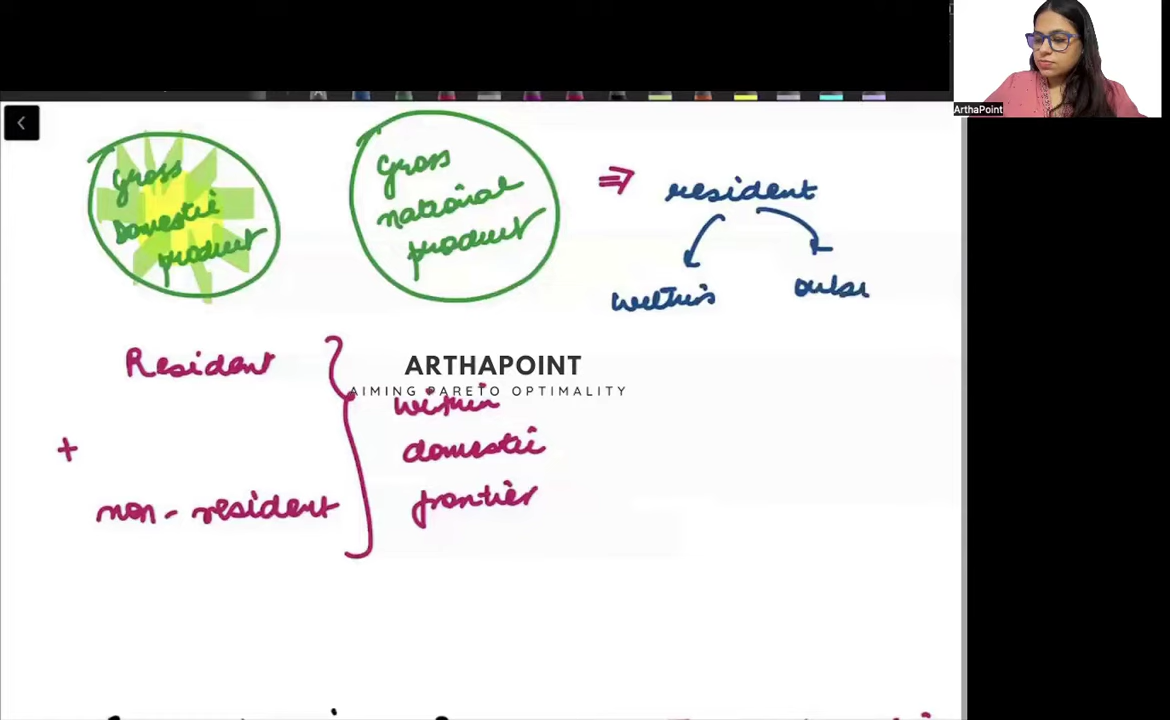 Gross
Domestic
product
Gross
national
product
⇒ resident
within
outsi
Resident
+
non-resident
within
domestic
frontier
ARTHAPOINT
AIMING PARETO OPTIMALITY
ArthaPoint